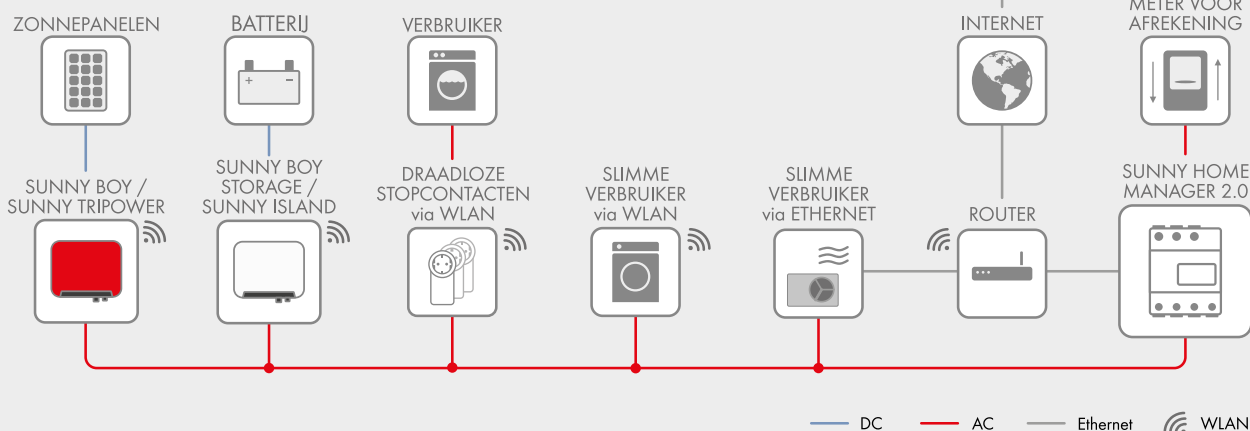 ZONNEPANELEN
BATTERIJ
VERBRUIKER
INTERNET
METER VOOR
AFREKENING
SUNNY BOY /
SUNNY TRIPOWER
SUNNY BOY
STORAGE /
SUNNY ISLAND
DRAADLOZE
STOPCONTACTEN
via WLAN
SLIMME
VERBRUIKER
via WLAN
SLIMME
VERBRUIKER
via ETHERNET
ROUTER
SUNNY HOME
MANAGER 2.0
DC
AC
Ethernet
WLAN